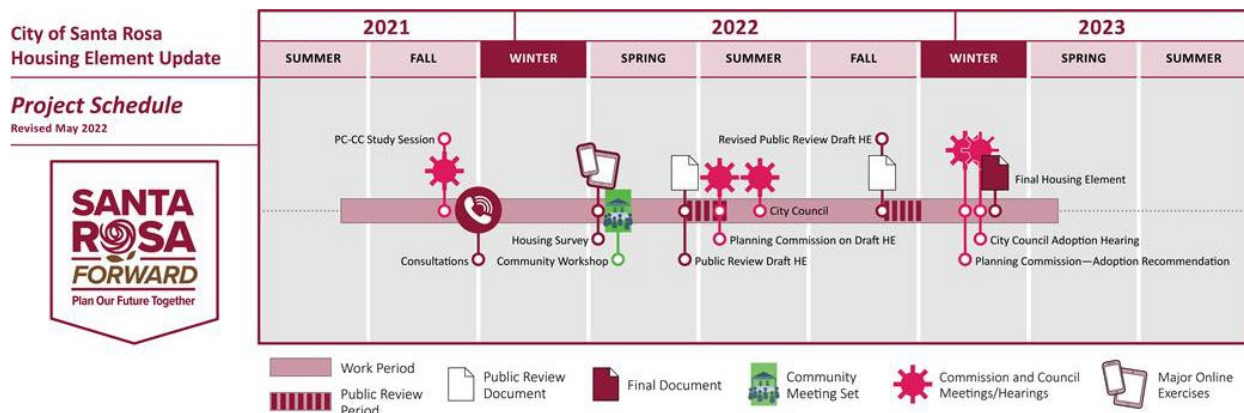 City of Santa Rosa
Housing Element Update
Project Schedule
Revised May 2022
SANTA
ROSA
FORWARD
Plan Our Future Together
2021
2022
2023
SUMMER
FALL
WINTER
SPRING
SUMMER
FALL
WINTER
SPRING
SUMMER
PC-CC Study Session
Revised Public Review Draft HE
Final Housing Element
City Council
Housing Survey
Planning Commission on Draft HE
City Council Adoption Hearing
Consultations
Community Workshop
Public Review Draft HE
Planning Commission—Adoption Recommendation
Work Period
Public Review
Period
Public Review
Document
Final Document
Community
Meeting Set
Commission and Council
Meetings/Hearings
Major Online
Exercises